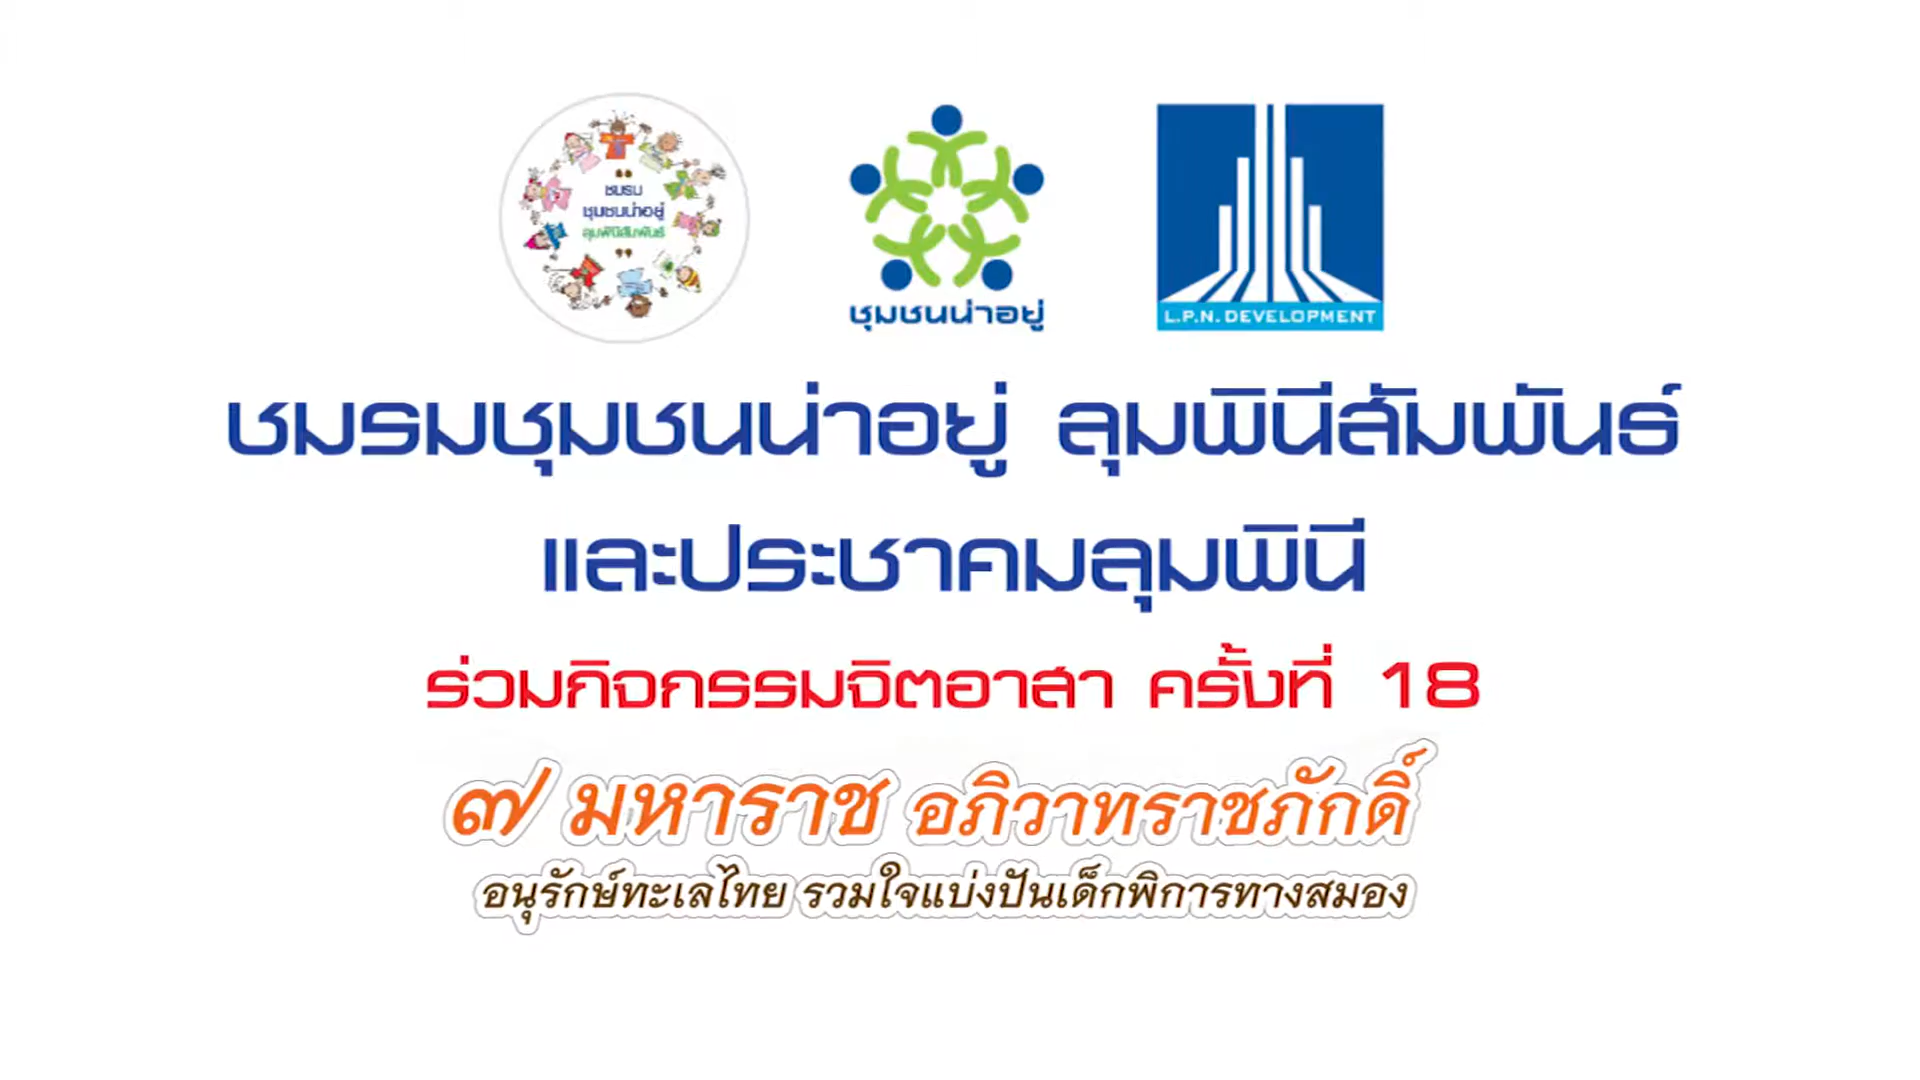 “
ชมรม
ชุมชนน่าอยู่
ลุมพินีสัมพันธ์
”
ชุมชนน่าอยู่
L.P.N. DEVELOPMENT
ชมรมชุมชนน่าอยู่ ลุมพินีสัมพันธ์
และประชาคมลุมพินี
ร่วมกิจกรรมจิตอาสา ครั้งที่ 18
๗ มหาราช อภิวาทราชภักดิ์
อนุรักษ์ทะเลไทย รวมใจแบ่งปันเด็กพิการทางสมอง